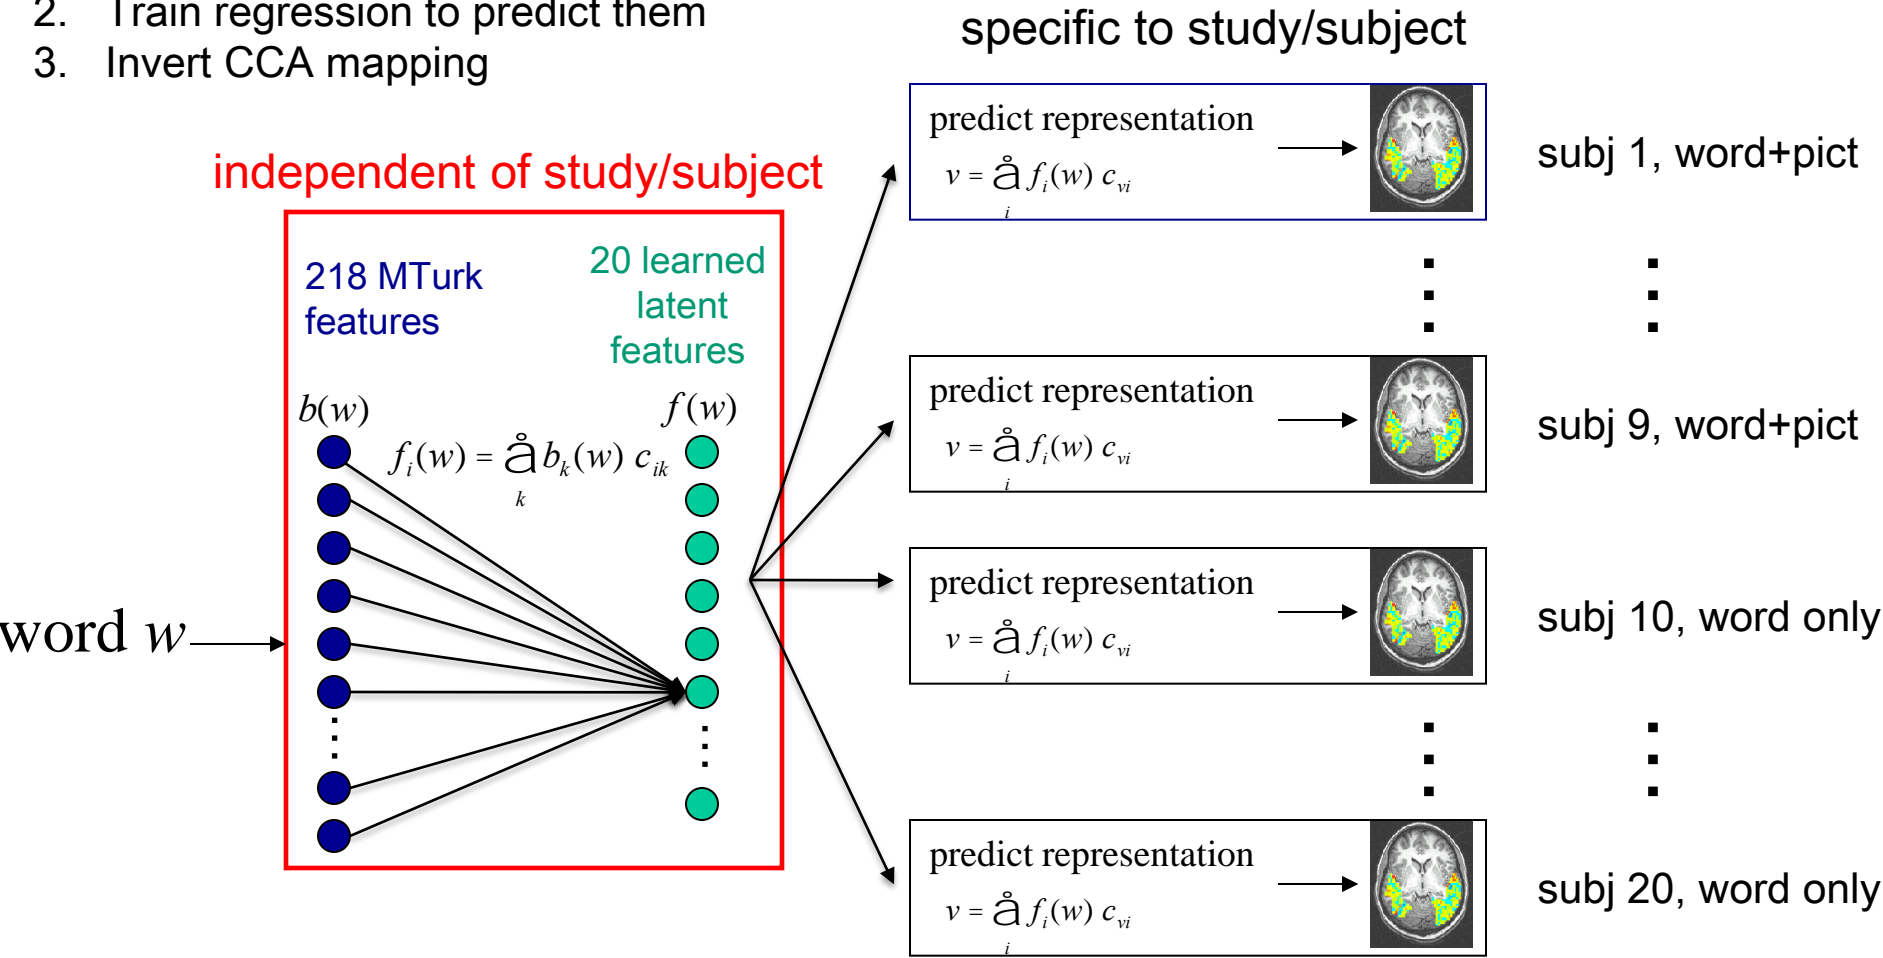 2. Train regression to predict them
3. Invert CCA mapping
specific to study/subject
independent of study/subject
218 MTurk
features
20 learned
latent
features
b(w)
f(w)
f_i(w) = å b_k(w) c_ik
k
word w
predict representation
v = å f_i(w) c_vi
i
subj 1, word+pict
predict representation
v = å f_i(w) c_vi
i
subj 9, word+pict
predict representation
v = å f_i(w) c_vi
i
subj 10, word only
predict representation
v = å f_i(w) c_vi
i
subj 20, word only